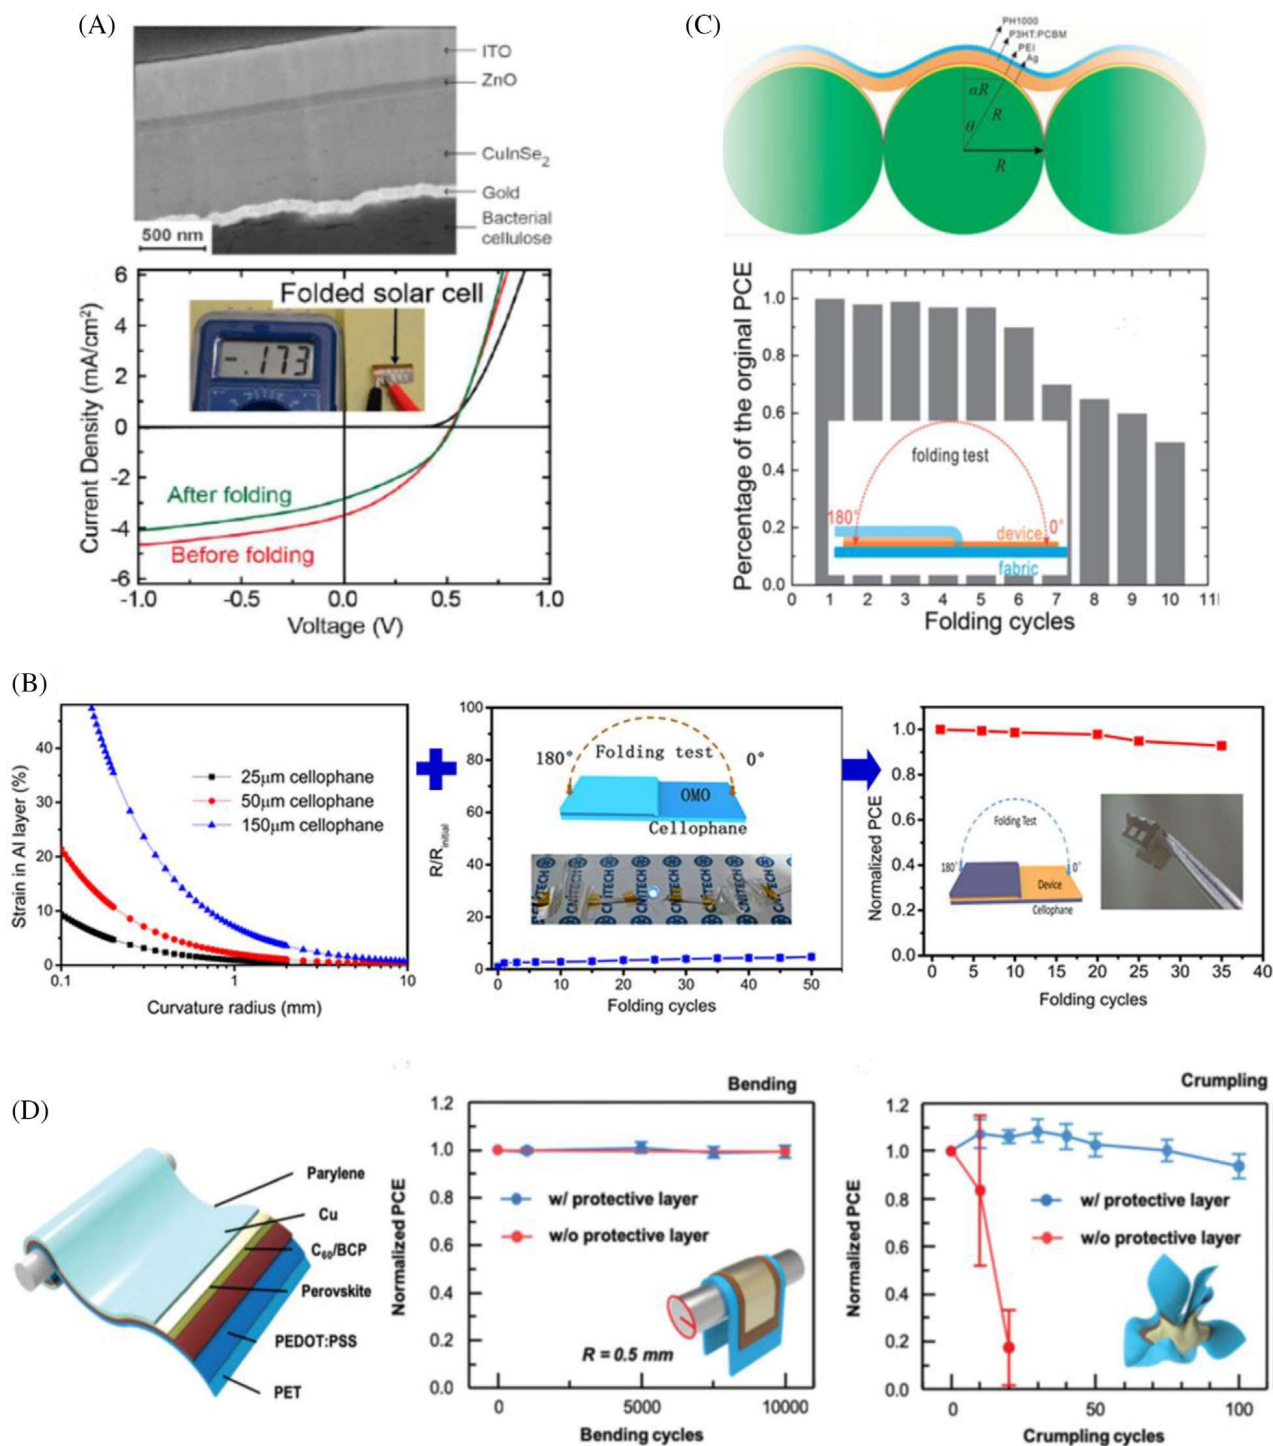 (A)
ITO
ZnO
CuInSe2
Gold
Bacterial
cellulose
500 nm
6
4
2
0
-2
-4
-6
Current Density (mA/cm²)
Folded solar cell
-.173
After folding
Before folding
-1.0
-0.5
0.0
0.5
1.0
Voltage (V)
(C)
PH1000
P3HT:PCBM
PEI
Ag
αR
R
θ
R
Percentage of the orginal PCE
1.0
0.8
0.6
0.4
0.2
0.0
folding test
180°
0°
device
fabric
0 1 2 3 4 5 6 7 8 9 10 11
Folding cycles
(B)
Strain in Al layer (%)
40
30
20
10
0
25μm cellophane
50μm cellophane
150μm cellophane
0.1
1
10
Curvature radius (mm)
R/Rinitial
100
80
60
40
20
0
180°
Folding test
0°
OMO
Cellophane
CNITECH
CNITECH
CNITECH
CNITECH
CNITECH
0 10 20 30 40 50
Folding cycles
Normalized PCE
1.0
0.8
0.6
0.4
0.2
0.0
Folding Test
180°
0°
Device
Cellophane
0 5 10 15 20 25 30 35 40
Folding cycles
(D)
Parylene
Cu
C60/BCP
Perovskite
PEDOT:PSS
PET
Bending
Normalized PCE
1.2
1.0
0.8
0.6
0.4
0.2
0.0
w/ protective layer
w/o protective layer
R = 0.5 mm
0 5000 10000
Bending cycles
Crumpling
Normalized PCE
1.2
1.0
0.8
0.6
0.4
0.2
0.0
w/ protective layer
w/o protective layer
0 50 100
Crumpling cycles